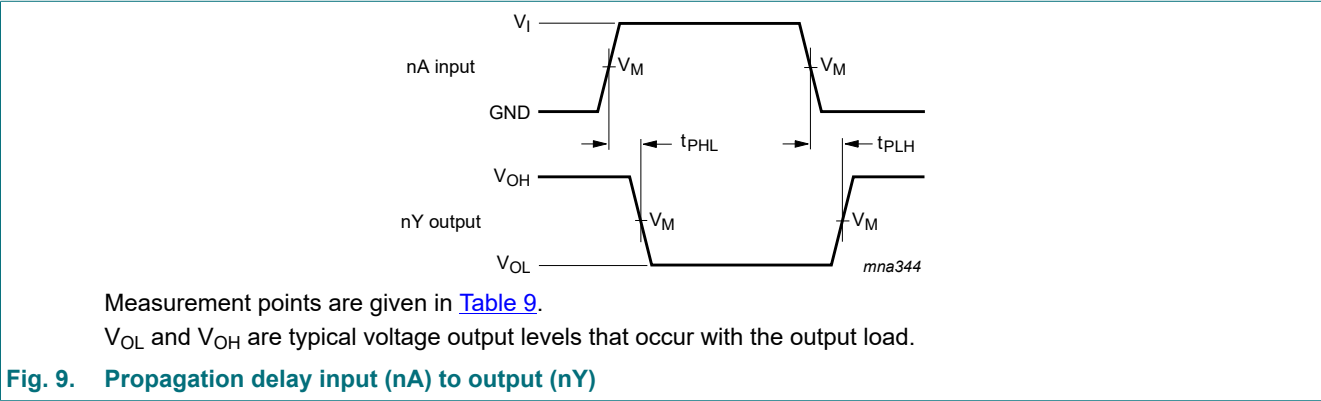 VI
nA input
VM
VM
GND
tPHL
tPLH
VOH
nY output
VM
VM
VOL
mna344
Measurement points are given in Table 9.
VOL and VOH are typical voltage output levels that occur with the output load.
Fig. 9. Propagation delay input (nA) to output (nY)